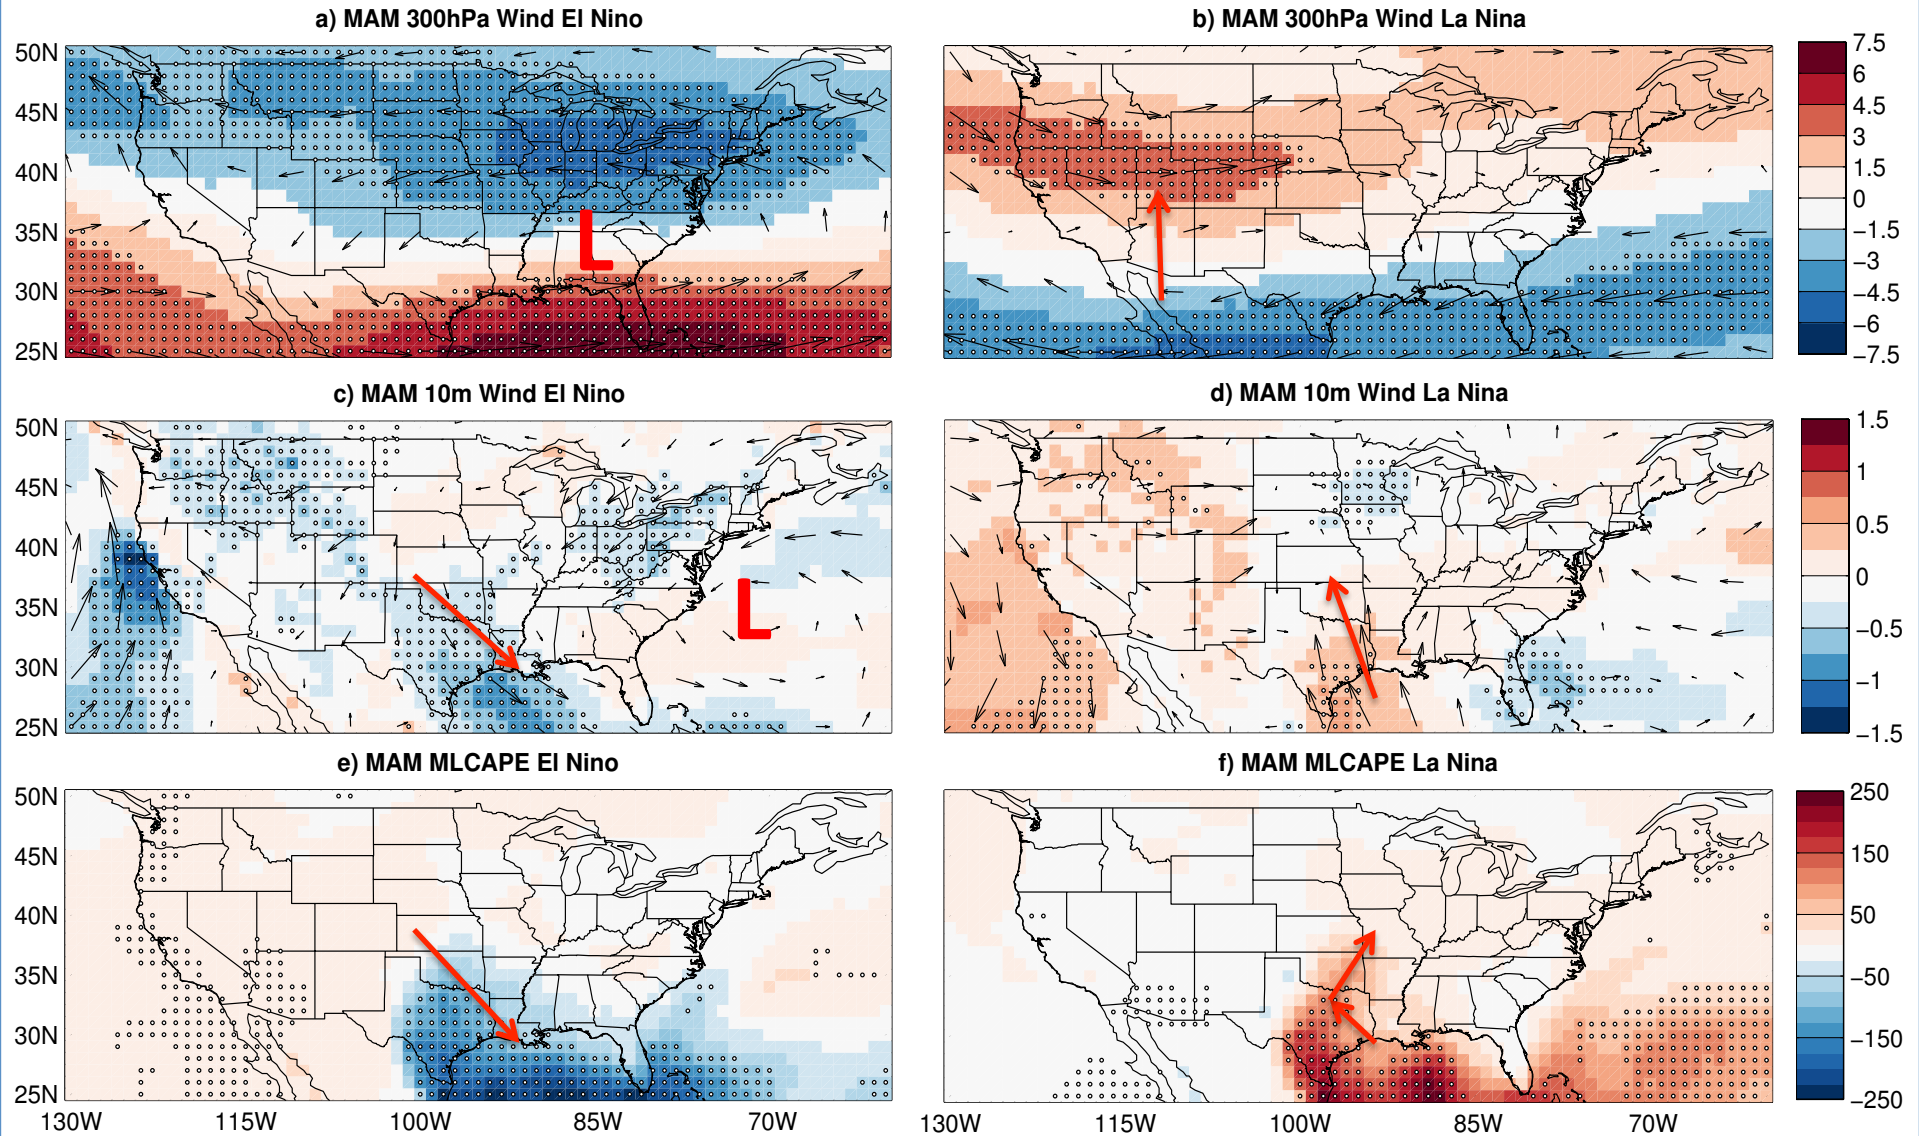 a) MAM 300hPa Wind El Nino
b) MAM 300hPa Wind La Nina
50N
45N
40N
35N
30N
25N
L
7.5
6
4.5
3
1.5
0
−1.5
−3
−4.5
−6
−7.5
c) MAM 10m Wind El Nino
d) MAM 10m Wind La Nina
50N
45N
40N
35N
30N
25N
L
1.5
1
0.5
0
−0.5
−1
−1.5
e) MAM MLCAPE El Nino
f) MAM MLCAPE La Nina
50N
45N
40N
35N
30N
25N
250
150
50
−50
−150
−250
130W 115W 100W 85W 70W
130W 115W 100W 85W 70W